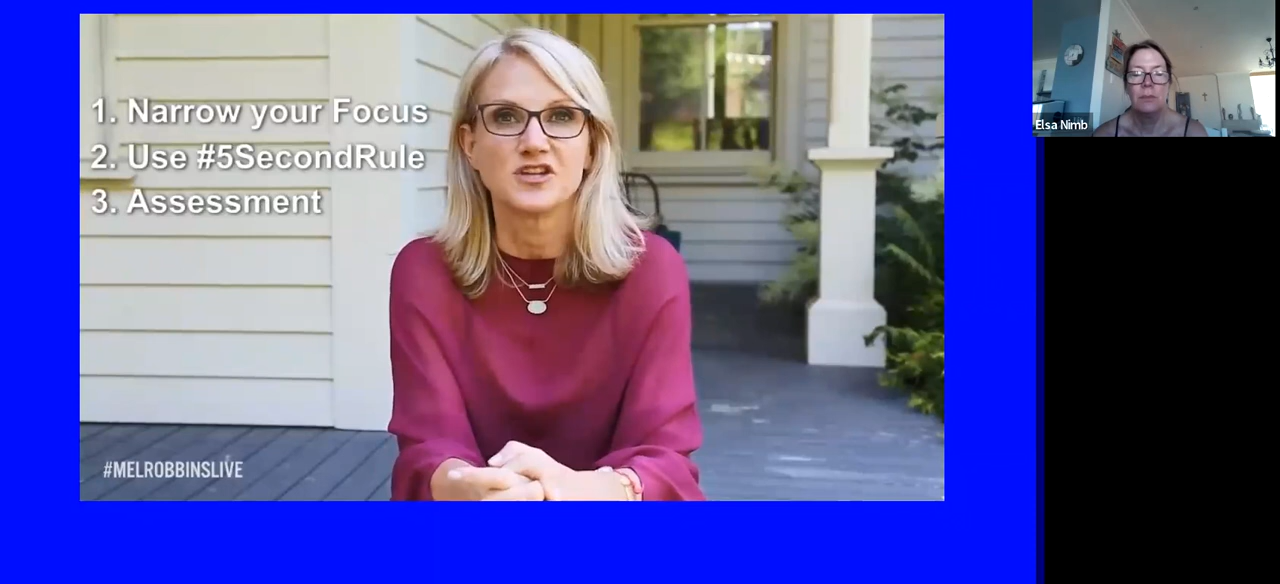 1. Narrow your Focus
2. Use #5SecondRule
3. Assessment
#MELROBBINSLIVE
Elsa Nimb